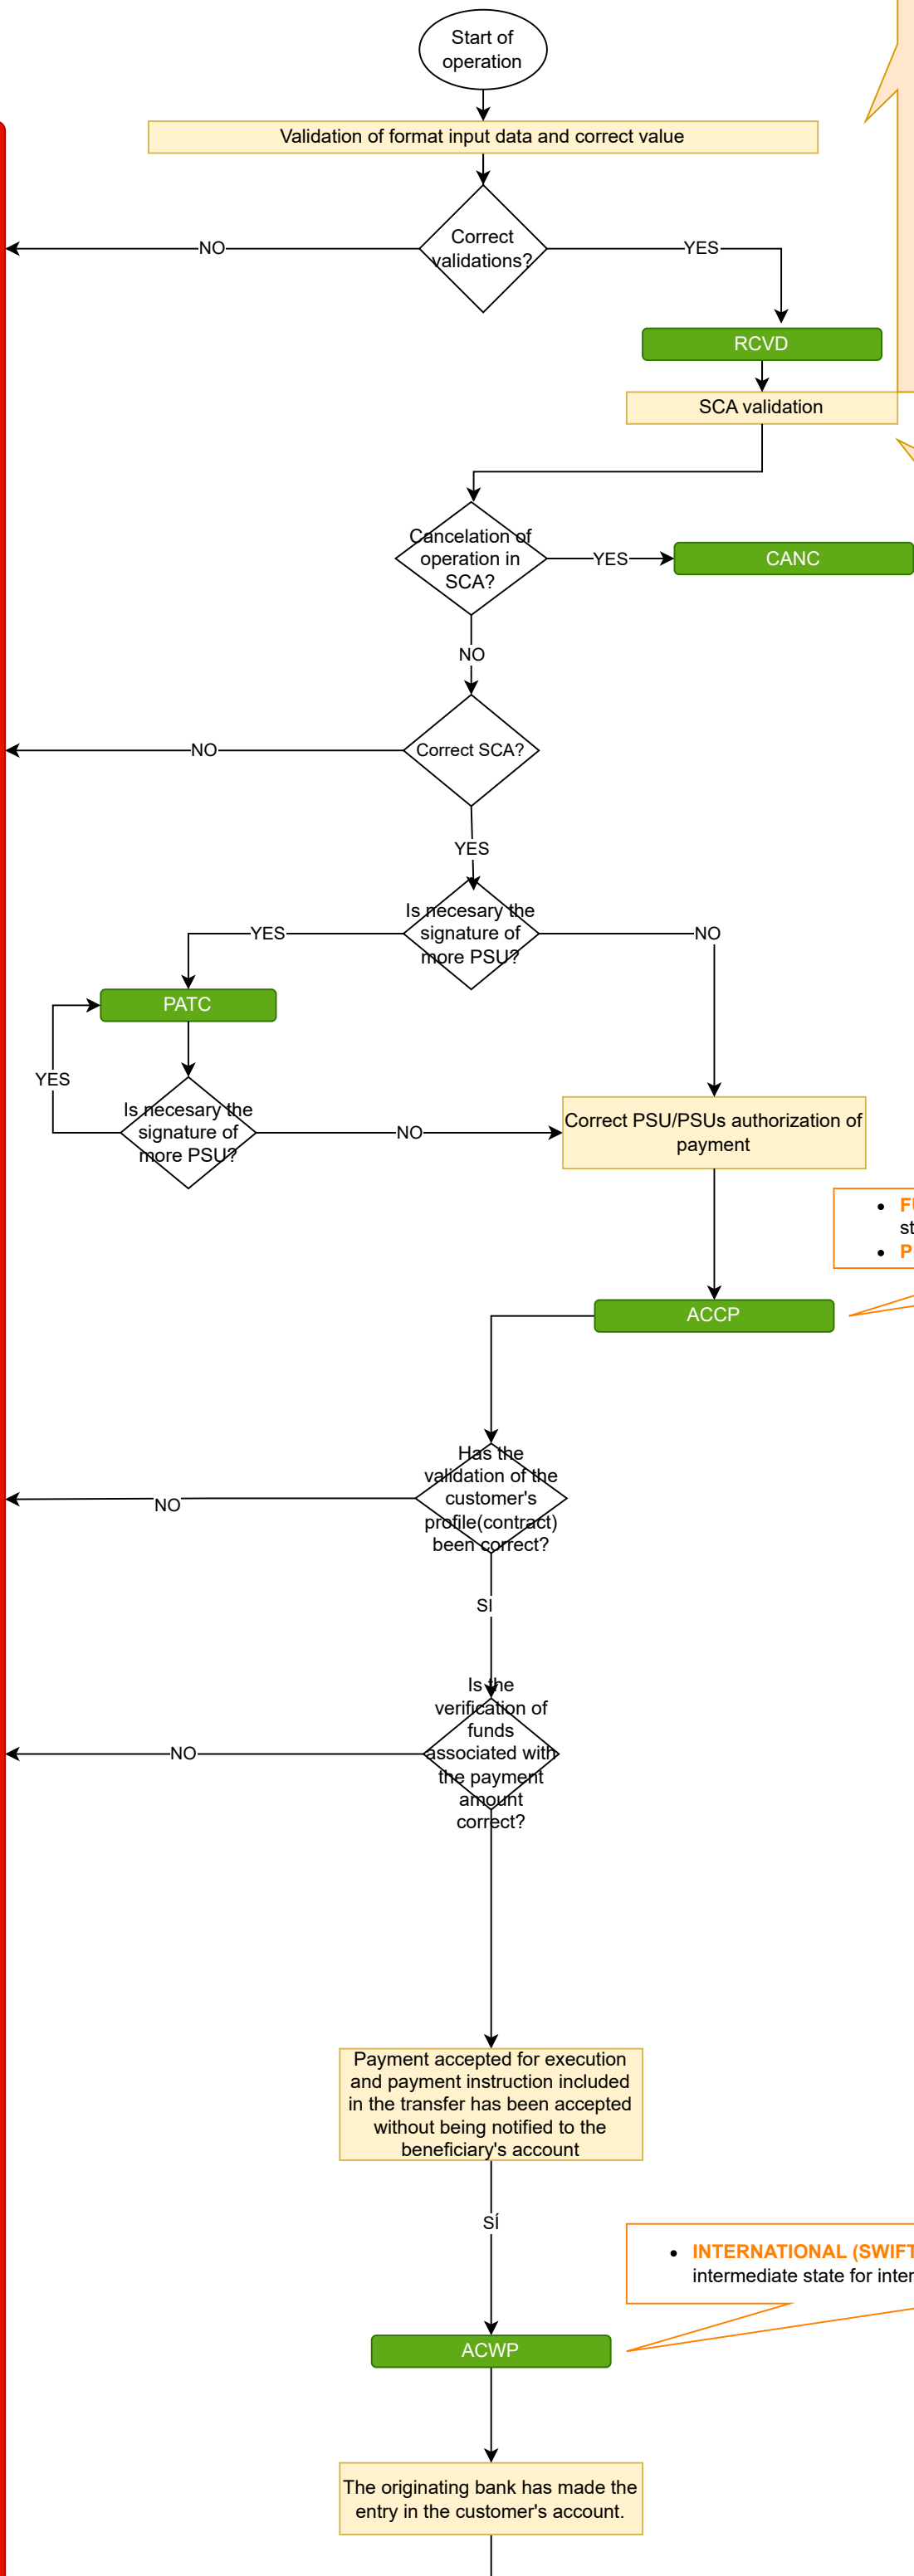 Start of
operation
Validation of format input data and correct value
Correct
validations?
NO
YES
RCVD
SCA validation
Cancelation of
operation in
SCA?
YES
CANC
NO
Correct SCA?
NO
YES
Is necesary the
signature of
more PSU?
YES
NO
PATC
YES
Is necesary the
signature of
more PSU?
NO
Correct PSU/PSUs authorization of
payment
ACCP
Has the
validation of the
customer's
profile(contract)
been correct?
NO
SI
Is the
verification of
funds
associated with
the payment
amount
correct?
NO
Payment accepted for execution
and payment instruction included
in the transfer has been accepted
without being notified to the
beneficiary's account
SÍ
INTERNATIONAL (SWIFT
intermediate state for
ACWP
The originating bank has made the
entry in the customer's account.